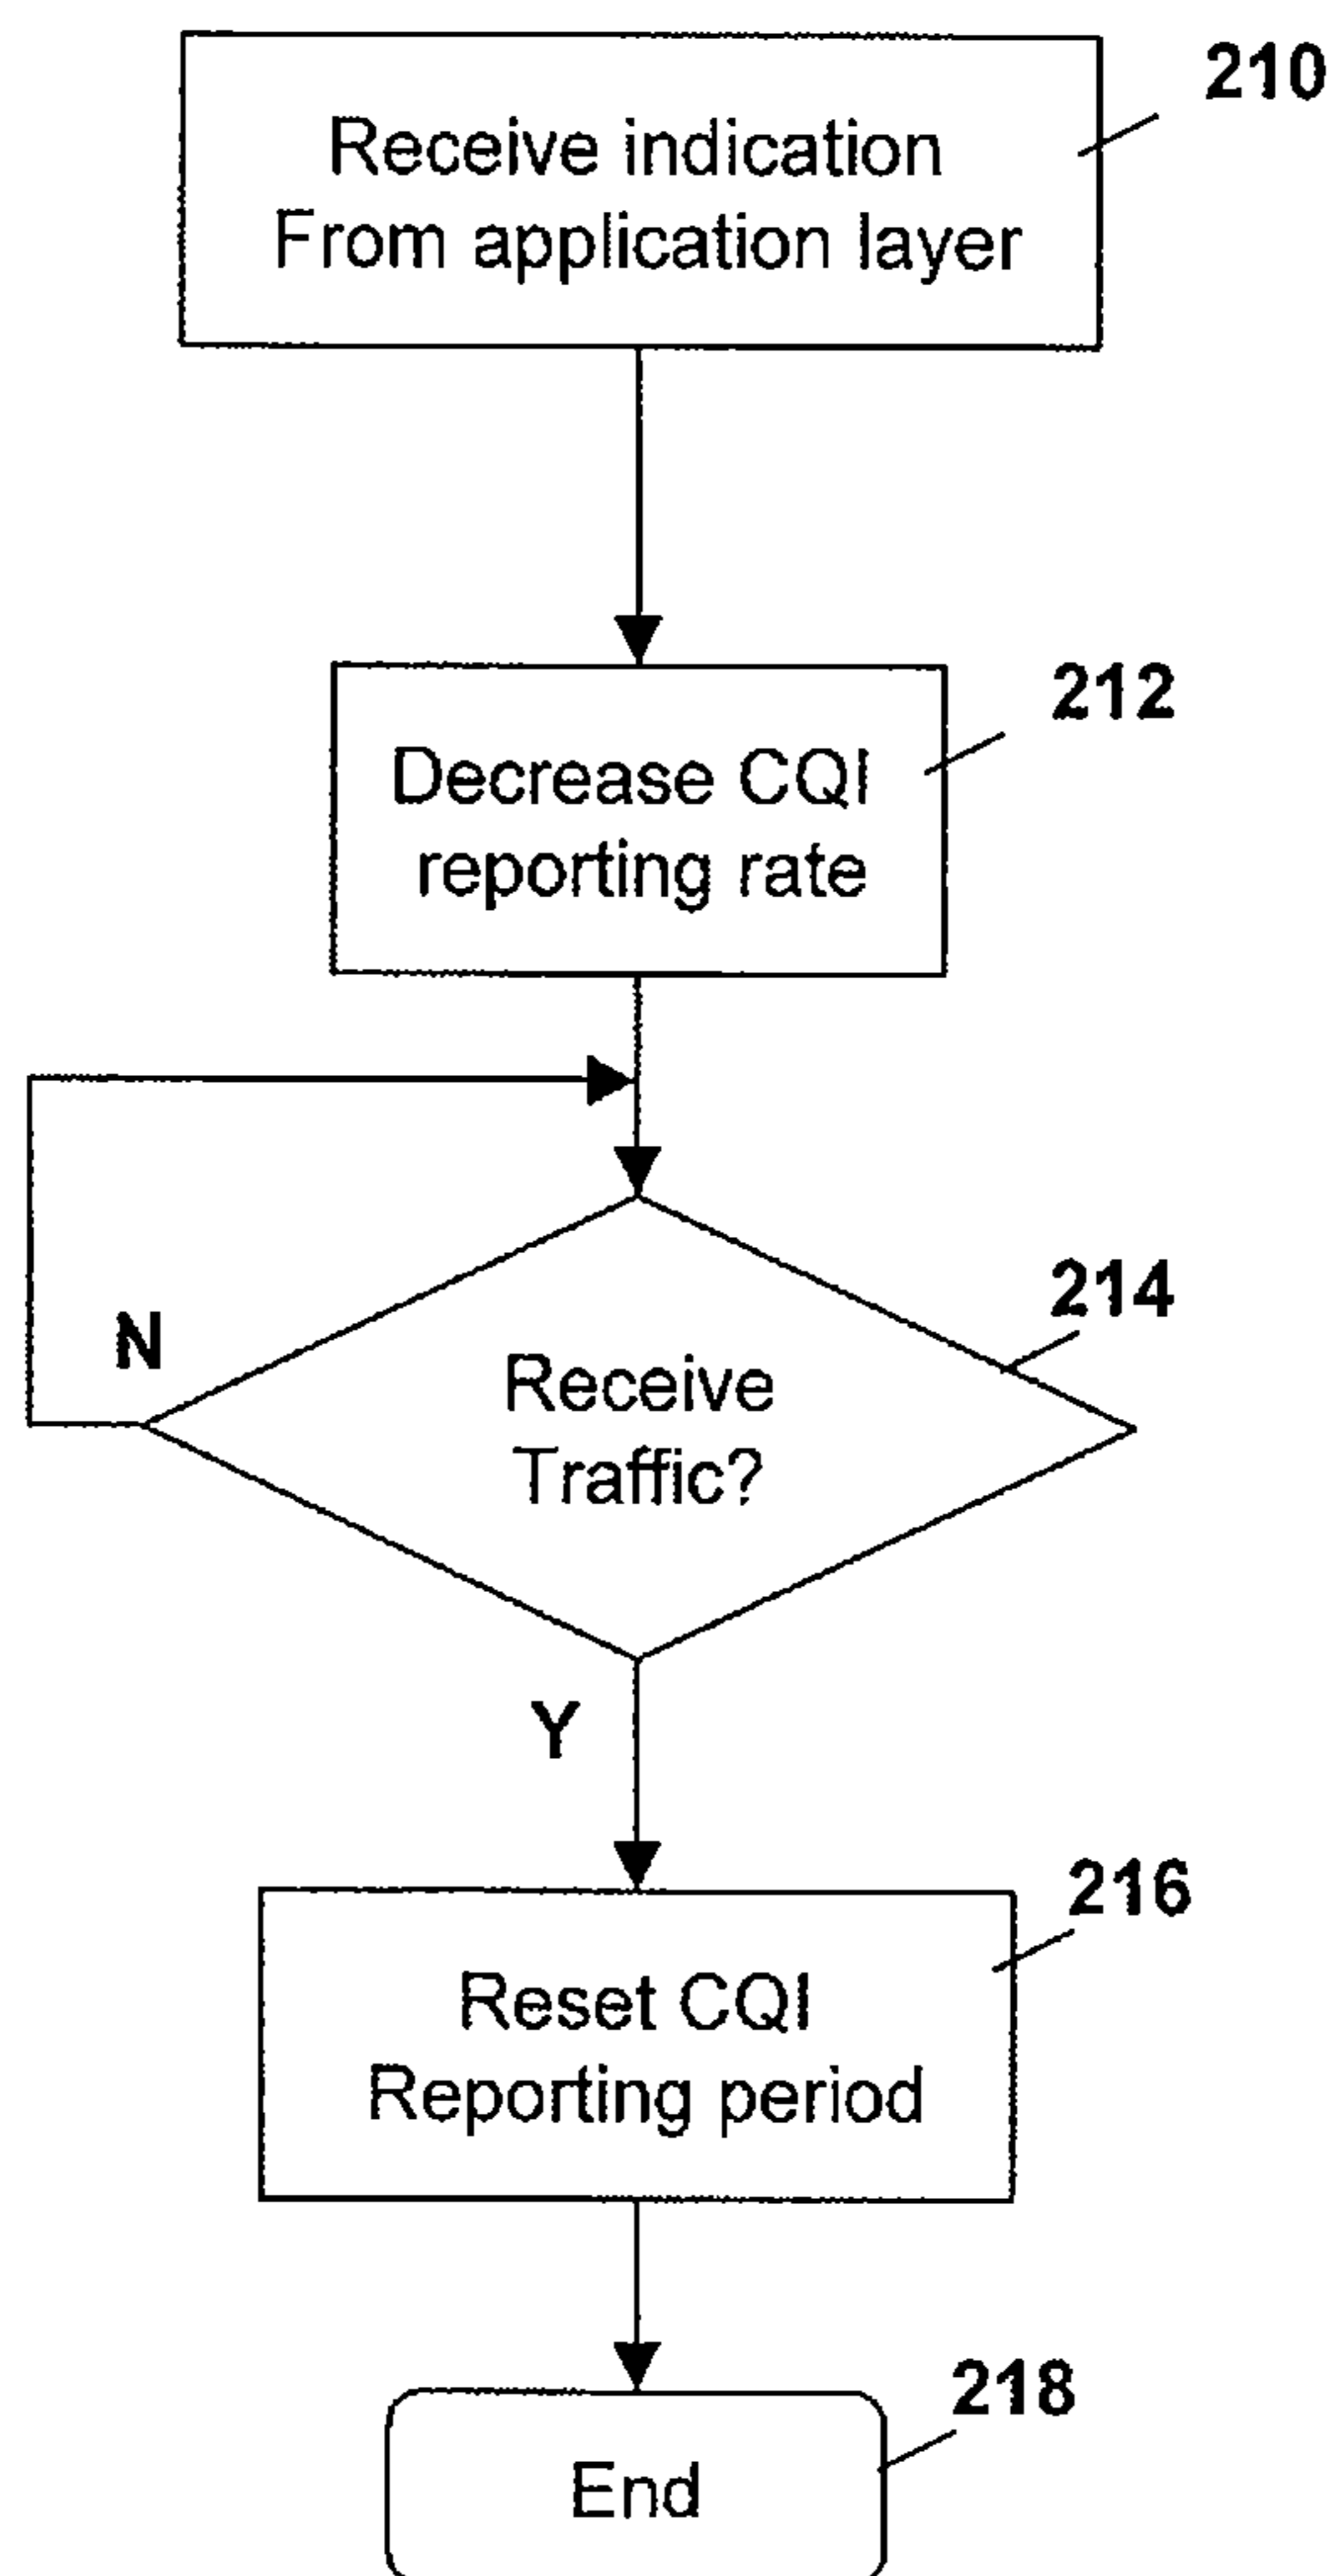 210
Receive indication
From application layer
212
Decrease CQI
reporting rate
214
N
Receive
Traffic?
Y
216
Reset CQI
Reporting period
218
End